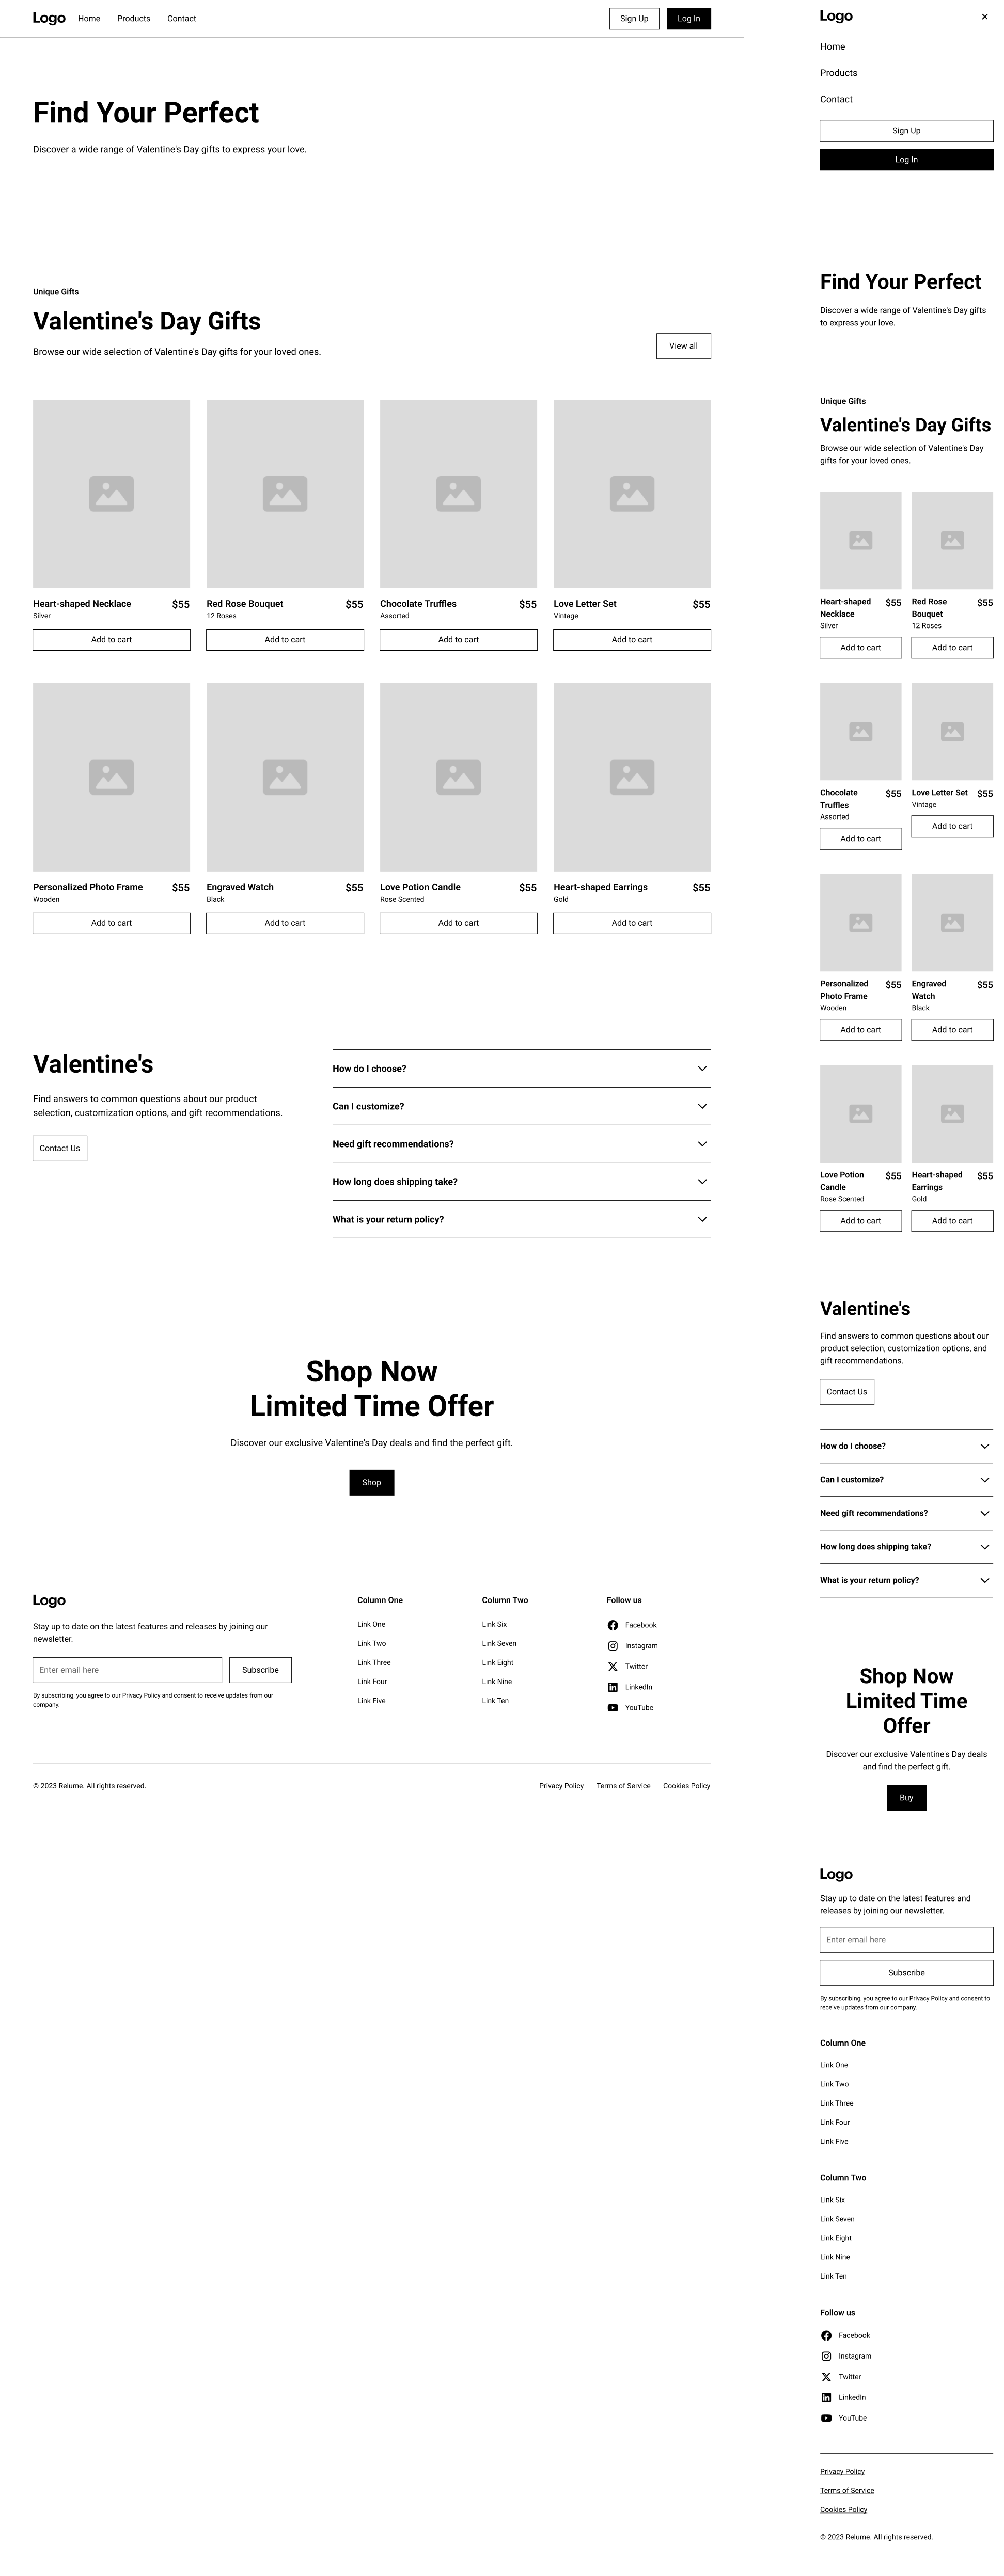 Logo
Home
Products
Contact
Sign Up
Log In
Find Your Perfect
Discover a wide range of Valentine's Day gifts to express your love.
Unique Gifts
Valentine's Day Gifts
Browse our wide selection of Valentine's Day gifts for your loved ones.
View all
Heart-shaped Necklace
$55
Silver
Add to cart
Red Rose Bouquet
$55
12 Roses
Add to cart
Chocolate Truffles
$55
Assorted
Add to cart
Love Letter Set
$55
Vintage
Add to cart
Personalized Photo Frame
$55
Wooden
Add to cart
Engraved Watch
$55
Black
Add to cart
Love Potion Candle
$55
Rose Scented
Add to cart
Heart-shaped Earrings
$55
Gold
Add to cart
Valentine's
Find answers to common questions about our product
selection, customization options, and gift recommendations.
Contact Us
How do I choose?
Can I customize?
Need gift recommendations?
How long does shipping take?
What is your return policy?
Shop Now
Limited Time Offer
Discover our exclusive Valentine's Day deals and find the perfect gift.
Shop
Logo
Stay up to date on the latest features and releases by joining our
newsletter.
Enter email here
Subscribe
By subscribing, you agree to our Privacy Policy and consent to receive updates from our
company.
Column One
Link One
Link Two
Link Three
Link Four
Link Five
Column Two
Link Six
Link Seven
Link Eight
Link Nine
Link Ten
Follow us
Facebook
Instagram
Twitter
LinkedIn
YouTube
© 2023 Relume. All rights reserved.
Privacy Policy
Terms of Service
Cookies Policy
Logo
Home
Products
Contact
Sign Up
Log In
Find Your Perfect
Discover a wide range of Valentine's Day gifts
to express your love.
Unique Gifts
Valentine's Day Gifts
Browse our wide selection of Valentine's Day
gifts for your loved ones.
Heart-shaped
Necklace
$55
Silver
Add to cart
Red Rose
Bouquet
$55
12 Roses
Add to cart
Chocolate
Truffles
$55
Assorted
Add to cart
Love Letter Set
$55
Vintage
Add to cart
Personalized
Photo Frame
$55
Wooden
Add to cart
Engraved
Watch
$55
Black
Add to cart
Love Potion
Candle
$55
Rose Scented
Add to cart
Heart-shaped
Earrings
$55
Gold
Add to cart
Valentine's
Find answers to common questions about our
product selection, customization options, and
gift recommendations.
Contact Us
How do I choose?
Can I customize?
Need gift recommendations?
How long does shipping take?
What is your return policy?
Shop Now
Limited Time
Offer
Discover our exclusive Valentine's Day deals
and find the perfect gift.
Buy
Logo
Stay up to date on the latest features and
releases by joining our newsletter.
Enter email here
Subscribe
By subscribing, you agree to our Privacy Policy and consent to
receive updates from our company.
Column One
Link One
Link Two
Link Three
Link Four
Link Five
Column Two
Link Six
Link Seven
Link Eight
Link Nine
Link Ten
Follow us
Facebook
Instagram
Twitter
LinkedIn
YouTube
Privacy Policy
Terms of Service
Cookies Policy
© 2023 Relume. All rights reserved.